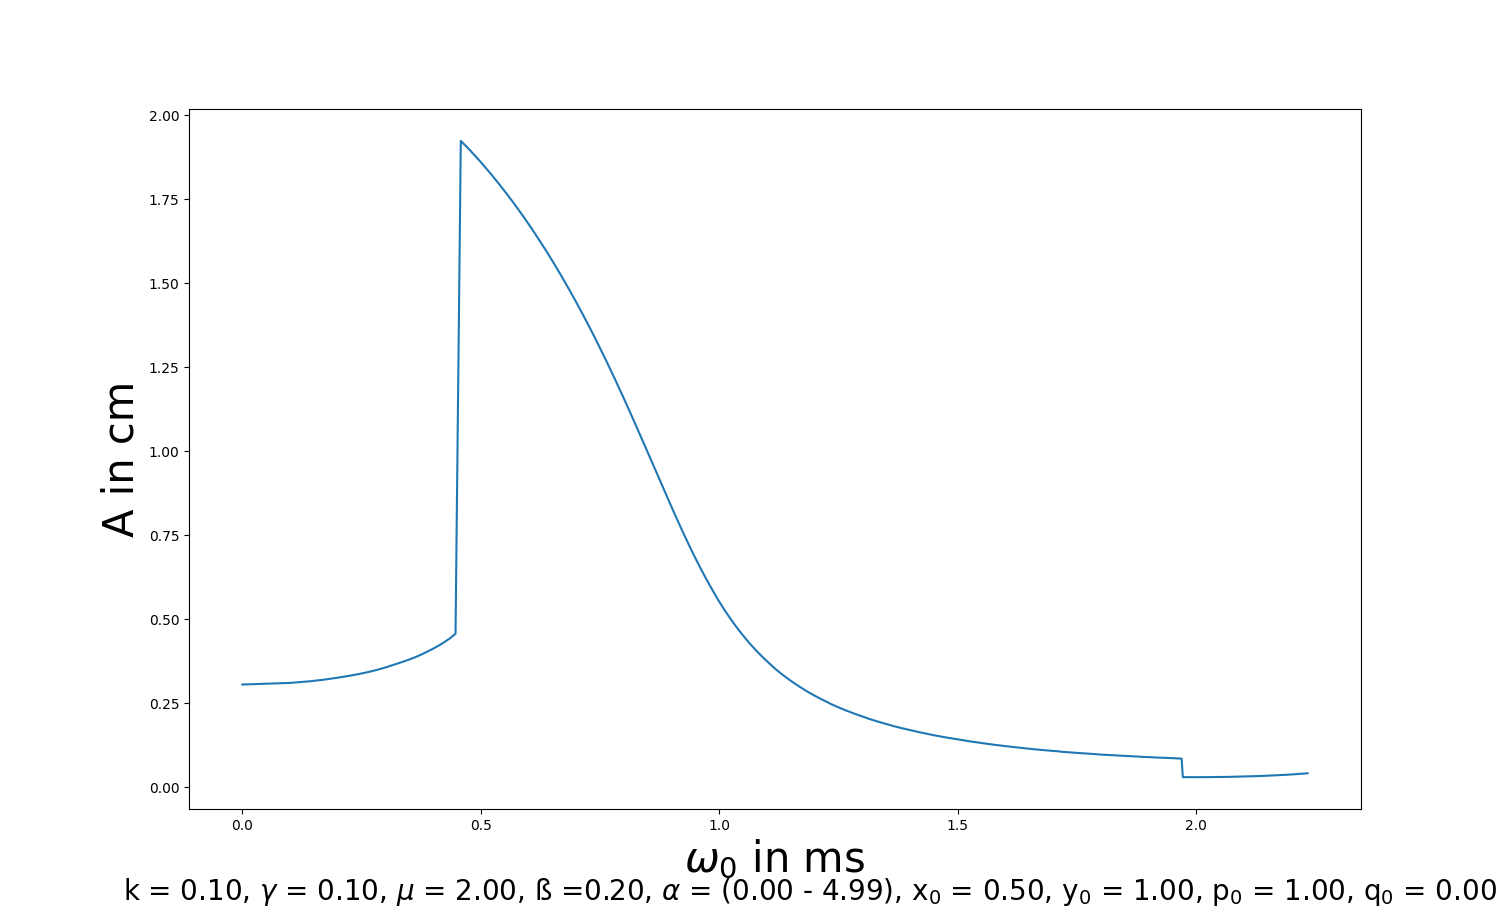 2.00
1.75
1.50
1.25
1.00
0.75
0.50
0.25
0.00
A in cm
0.0 0.5 1.0 1.5 2.0
ω₀ in ms
k = 0.10, γ = 0.10, μ = 2.00, ß =0.20, α = (0.00 - 4.99), x₀ = 0.50, y₀ = 1.00, p₀ = 1.00, q₀ = 0.00